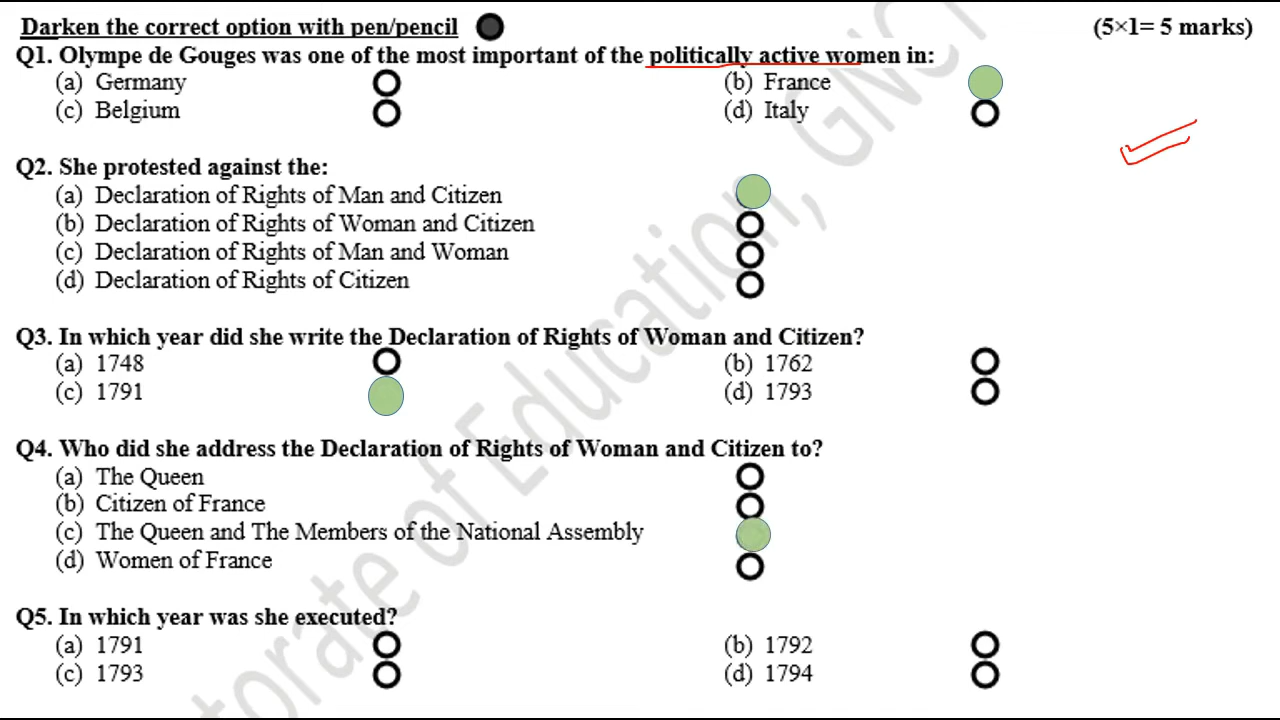 Darken the correct option with pen/pencil (5×1= 5 marks)
Q1. Olympe de Gouges was one of the most important of the politically active women in:
(a) Germany (b) France
(c) Belgium (d) Italy
Q2. She protested against the:
(a) Declaration of Rights of Man and Citizen
(b) Declaration of Rights of Woman and Citizen
(c) Declaration of Rights of Man and Woman
(d) Declaration of Rights of Citizen
Q3. In which year did she write the Declaration of Rights of Woman and Citizen?
(a) 1748 (b) 1762
(c) 1791 (d) 1793
Q4. Who did she address the Declaration of Rights of Woman and Citizen to?
(a) The Queen
(b) Citizen of France
(c) The Queen and The Members of the National Assembly
(d) Women of France
Q5. In which year was she executed?
(a) 1791 (b) 1792
(c) 1793 (d) 1794
torate of Education, GNCT